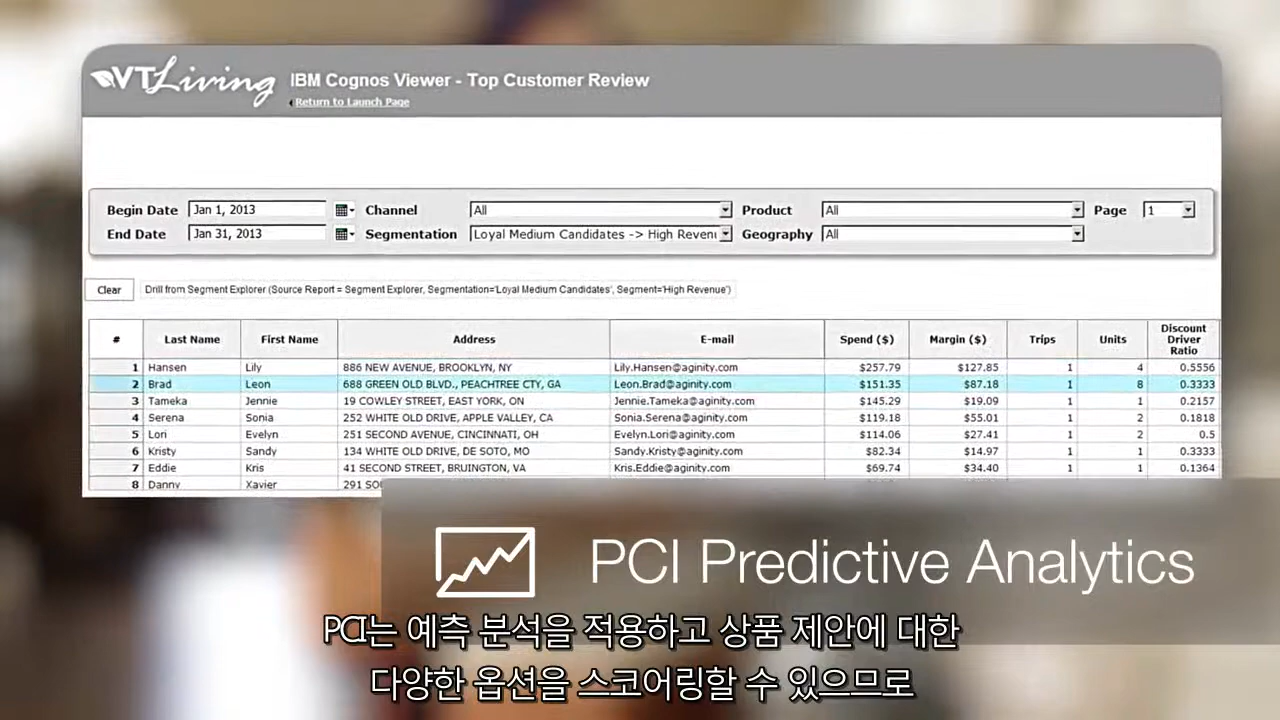 VTLiving IBM Cognos Viewer - Top Customer Review
Return to Launch Page
Begin Date Jan 1, 2013 Channel All Product All Page 1
End Date Jan 31, 2013 Segmentation Loyal Medium Candidates -> High Revenu Geography All
Clear Drill from Segment Explorer (Source Report = Segment Explorer, Segmentation='Loyal Medium Candidates', Segment='High Revenue')
# Last Name First Name Address E-mail Spend ($) Margin ($) Trips Units Discount Driver Ratio
1 Hansen Lily 886 NEW AVENUE, BROOKLYN, NY Lily.Hansen@aginity.com $257.79 $127.85 1 4 0.5556
2 Brad Leon 688 GREEN OLD BLVD., PEACHTREE CTY, GA Leon.Brad@aginity.com $151.35 $87.18 1 8 0.3333
3 Tameka Jennie 19 COWLEY STREET, EAST YORK, ON Jennie.Tameka@aginity.com $145.29 $19.09 1 1 0.2157
4 Serena Sonia 252 WHITE OLD DRIVE, APPLE VALLEY, CA Sonia.Serena@aginity.com $119.18 $55.01 1 2 0.1818
5 Lori Evelyn 251 SECOND AVENUE, CINCINNATI, OH Evelyn.Lori@aginity.com $114.06 $27.41 1 2 0.5
6 Kristy Sandy 134 WHITE OLD DRIVE, DE SOTO, MO Sandy.Kristy@aginity.com $82.34 $14.97 1 1 0.3333
7 Eddie Kris 41 SECOND STREET, BRUINGTON, VA Kris.Eddie@aginity.com $69.74 $34.40 1 1 0.1364
8 Danny Xavier 291 SOU
PCI Predictive Analytics
PCI는 예측 분석을 적용하고 상품 제안에 대한
다양한 옵션을 스코어링할 수 있으므로